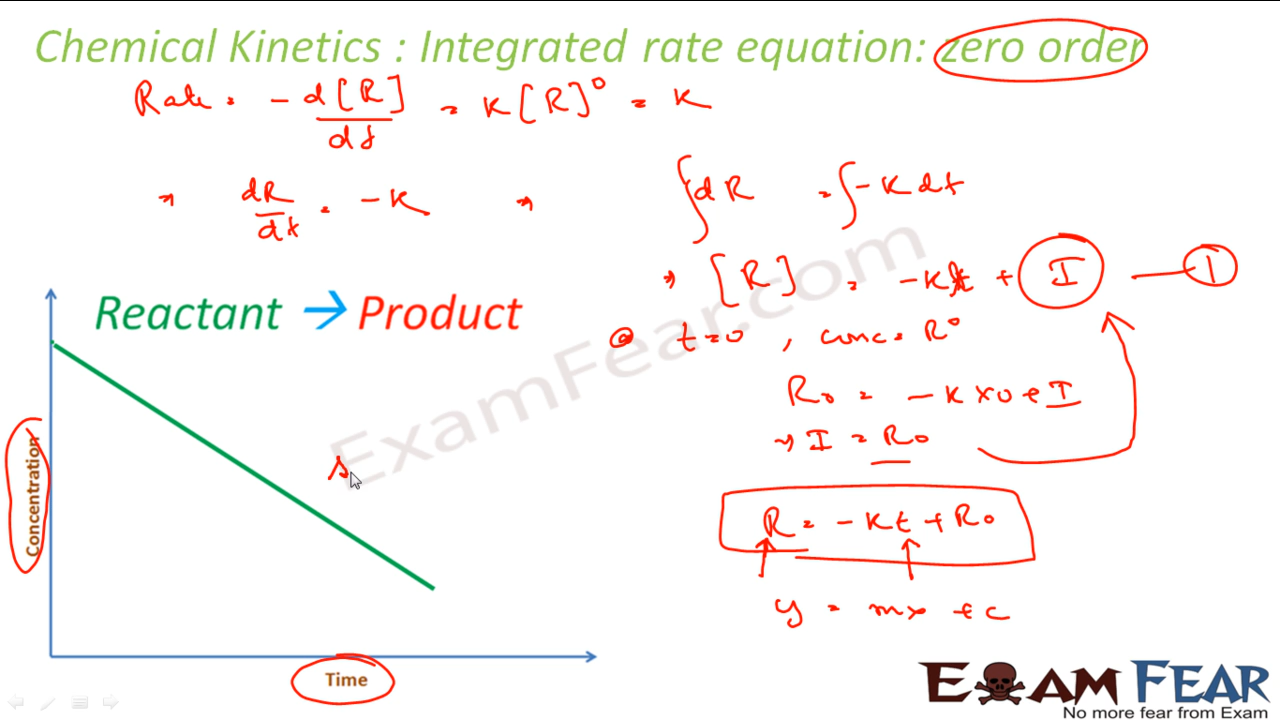 Chemical Kinetics : Integrated rate equation: zero order
Rate = - d[R]/dt = K[R]⁰ = K
→ dR/dt = -K → ∫dR = ∫-Kdt
→ [R] = -Kt + I — 1
@ t=0, conc = R⁰
R₀ = -K×0+I
→ I = R₀
R = -Kt + R₀
y = mx + c
Reactant → Product
s
Concentration
Time
ExamFear.com
EXAM FEAR
No more fear from Exam